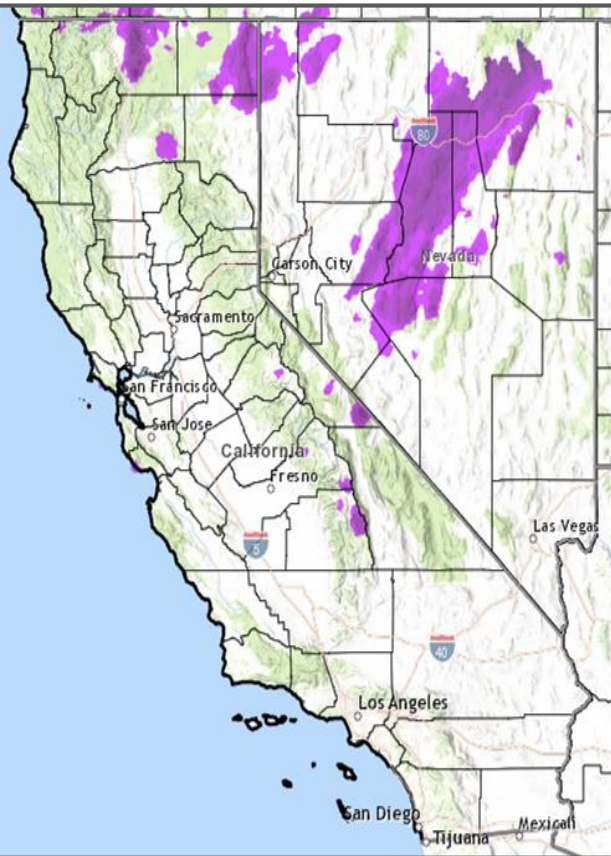 80
Nevada
Carson City
Sacramento
San Francisco
San Jose
California
Fresno
5
Las Vegas
40
Los Angeles
San Diego
Tijuana
Mexicali